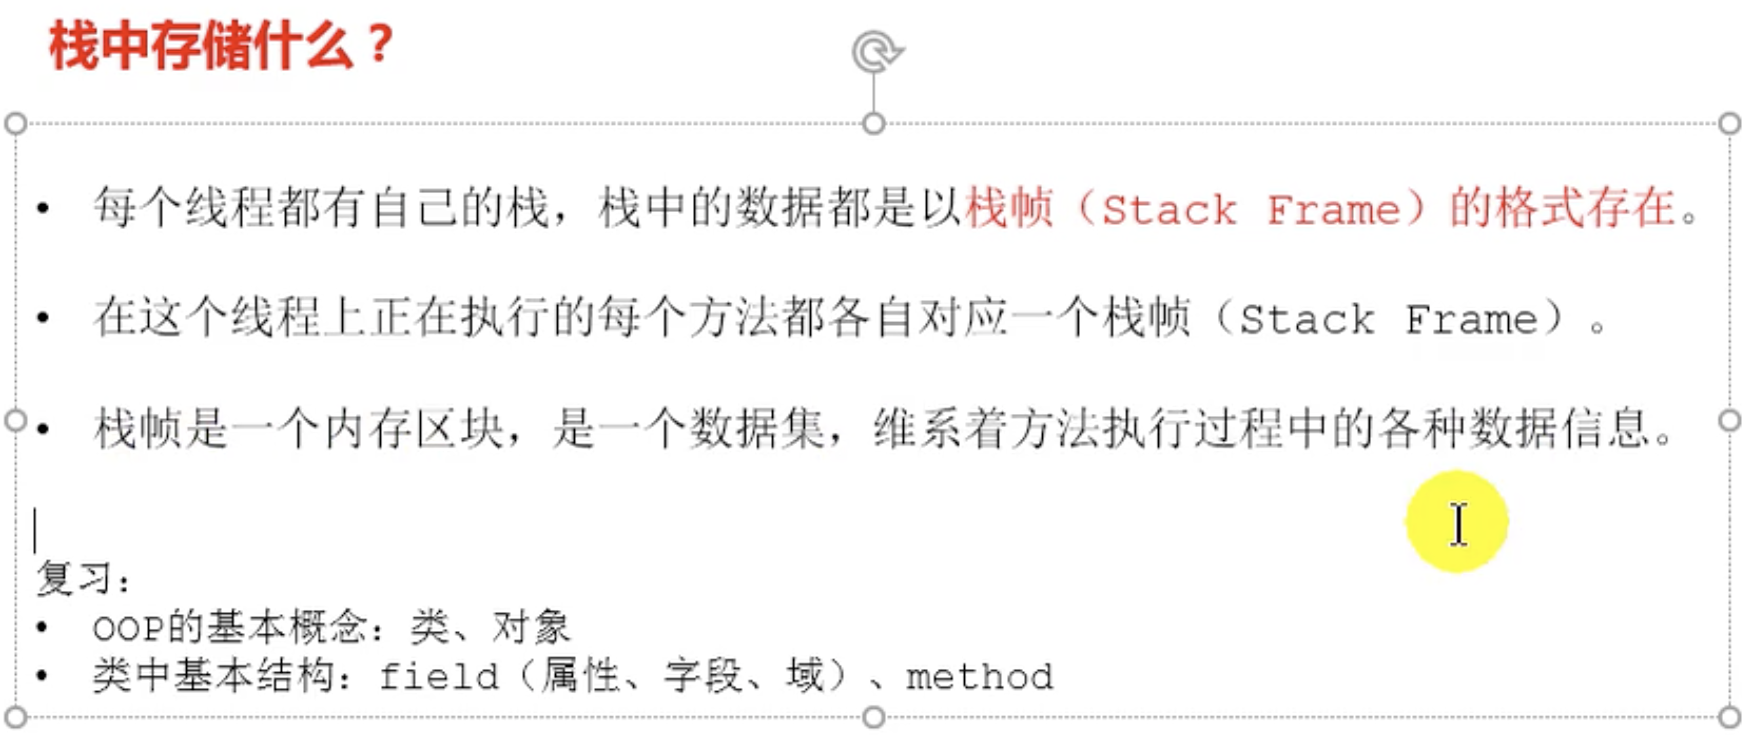 栈中存储什么？
• 每个线程都有自己的栈，栈中的数据都是以栈帧（Stack Frame）的格式存在。
• 在这个线程上正在执行的每个方法都各自对应一个栈帧（Stack Frame）。
• 栈帧是一个内存区块，是一个数据集，维系着方法执行过程中的各种数据信息。
复习：
• OOP的基本概念：类、对象
• 类中基本结构：field（属性、字段、域）、method